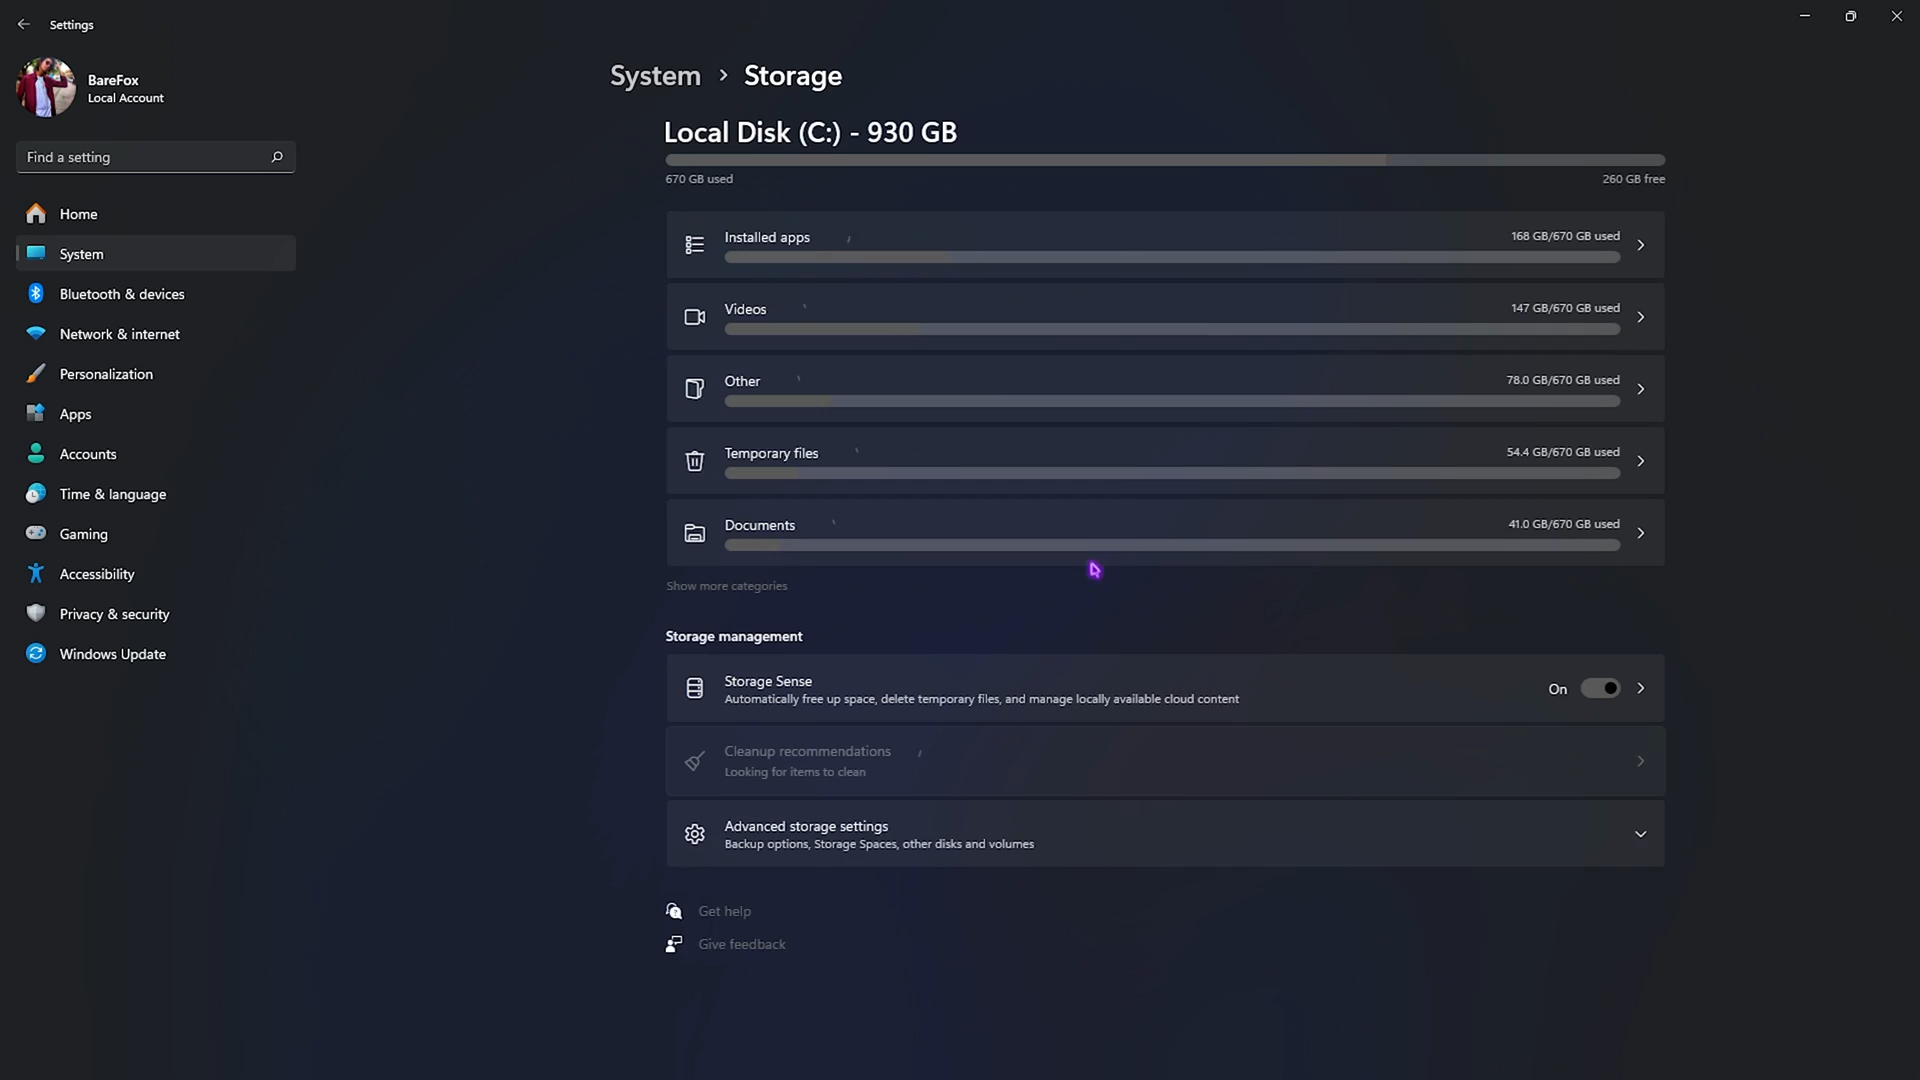 Settings
BareFox
Local Account
Find a setting
Home
System
Bluetooth & devices
Network & internet
Personalization
Apps
Accounts
Time & language
Gaming
Accessibility
Privacy & security
Windows Update
System > Storage
Local Disk (C:) - 930 GB
670 GB used 260 GB free
Installed apps 168 GB/670 GB used
Videos 147 GB/670 GB used
Other 78.0 GB/670 GB used
Temporary files 54.4 GB/670 GB used
Documents 41.0 GB/670 GB used
Show more categories
Storage management
Storage Sense
Automatically free up space, delete temporary files, and manage locally available cloud content
On
Cleanup recommendations
Looking for items to clean
Advanced storage settings
Backup options, Storage Spaces, other disks and volumes
Get help
Give feedback